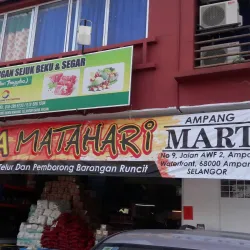 NGAN SEJUK BEKU & SEGAR
A MATAHARI
Telur Dan Pemborong Barangan Runcit
AMPANG
MART
No 9, Jalan AWF 2, Ampa
Waterfront, 68000 Ampan
SELANGOR